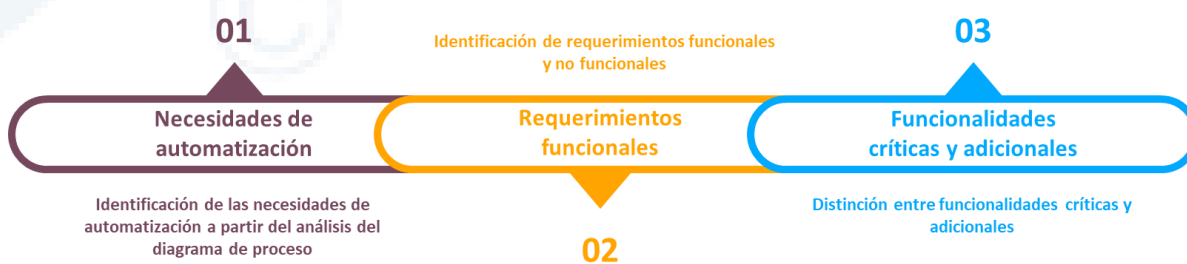 01
Necesidades de
automatización
Identificación de las necesidades de
automatización a partir del análisis del
diagrama de proceso
Identificación de requerimientos funcionales
y no funcionales
Requerimientos
funcionales
02
03
Funcionalidades
críticas y adicionales
Distinción entre funcionalidades críticas y
adicionales